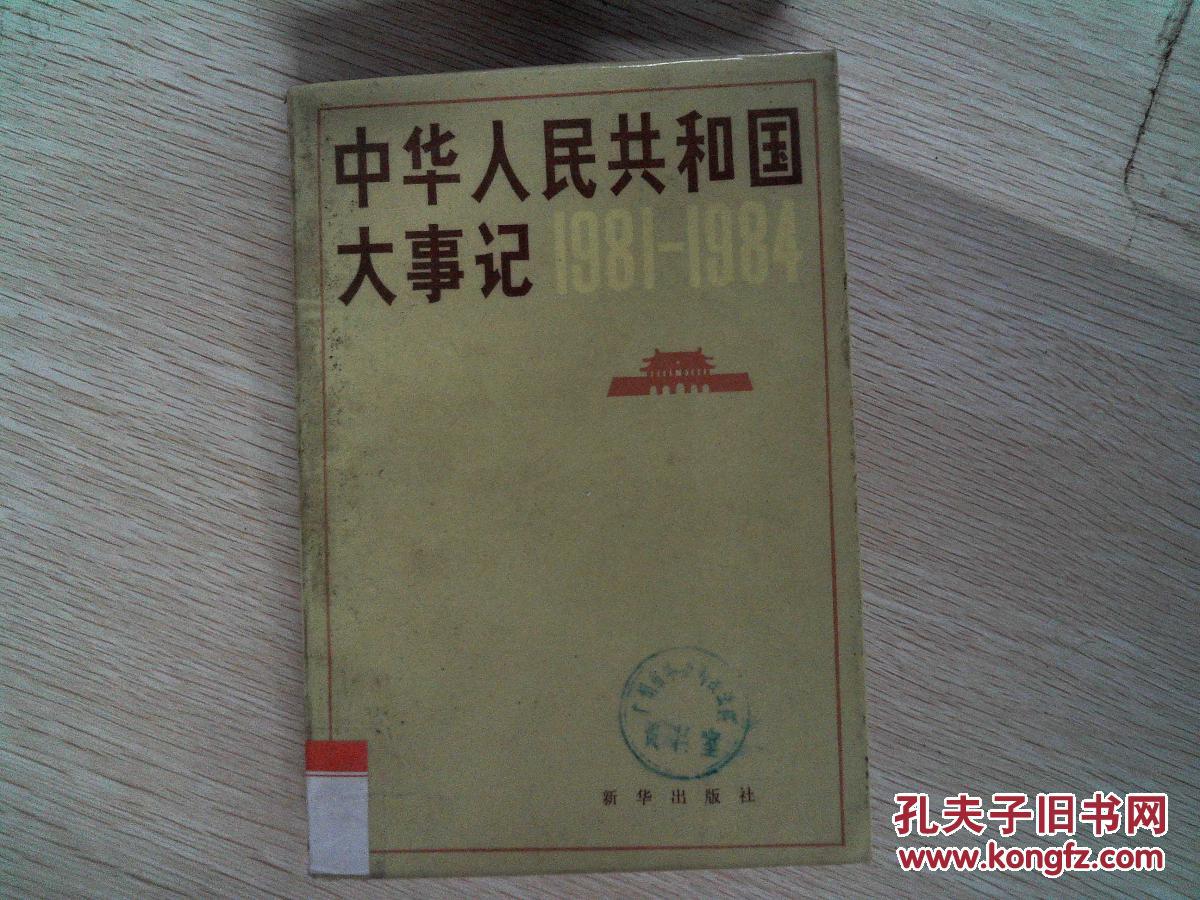 中华人民共和国
大事记 1981-1984
新华出版社
孔夫子旧书网
www.kongfz.com